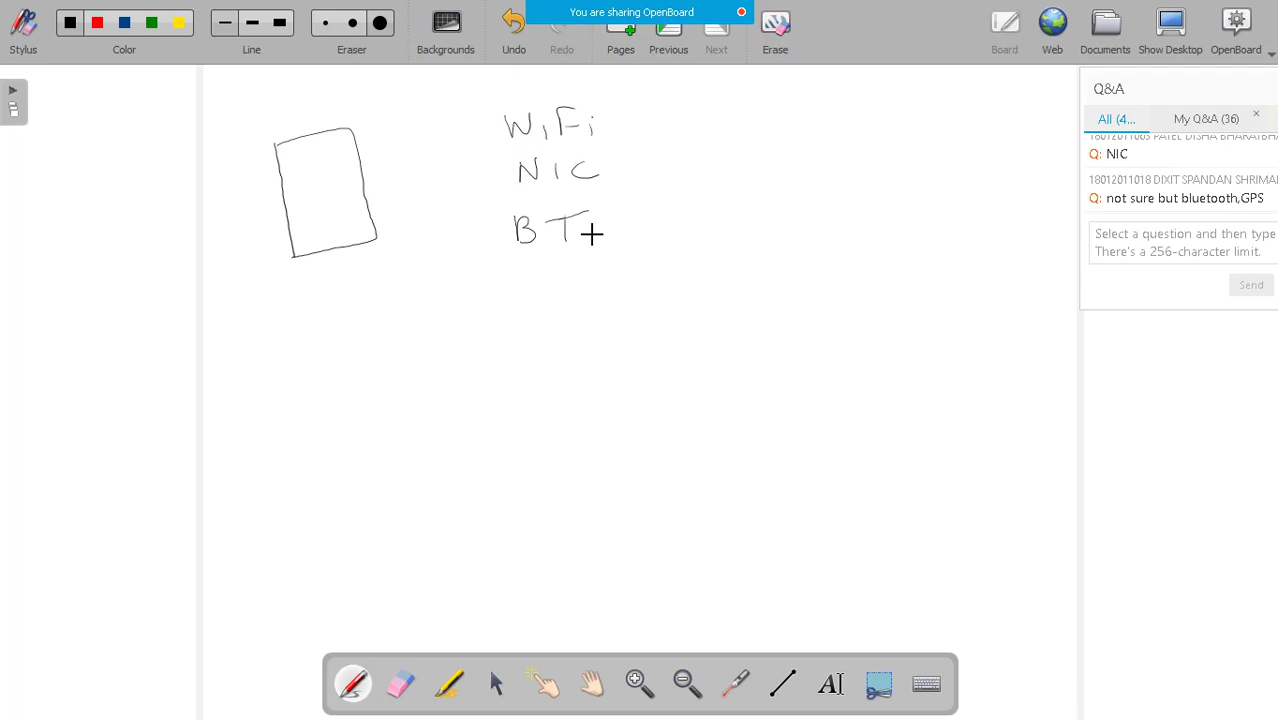 You are sharing OpenBoard
Stylus
Color
Line
Eraser
Backgrounds
Undo
Redo
Pages
Previous
Next
Erase
Board
Web
Documents
Show Desktop
OpenBoard
WiFi
NIC
BT
Q&A
All (4...
My Q&A (36)
Q: NIC
18012011018 DIXIT SPANDAN SHRIMA
Q: not sure but bluetooth,GPS
Select a question and then type
There's a 256-character limit.
Send